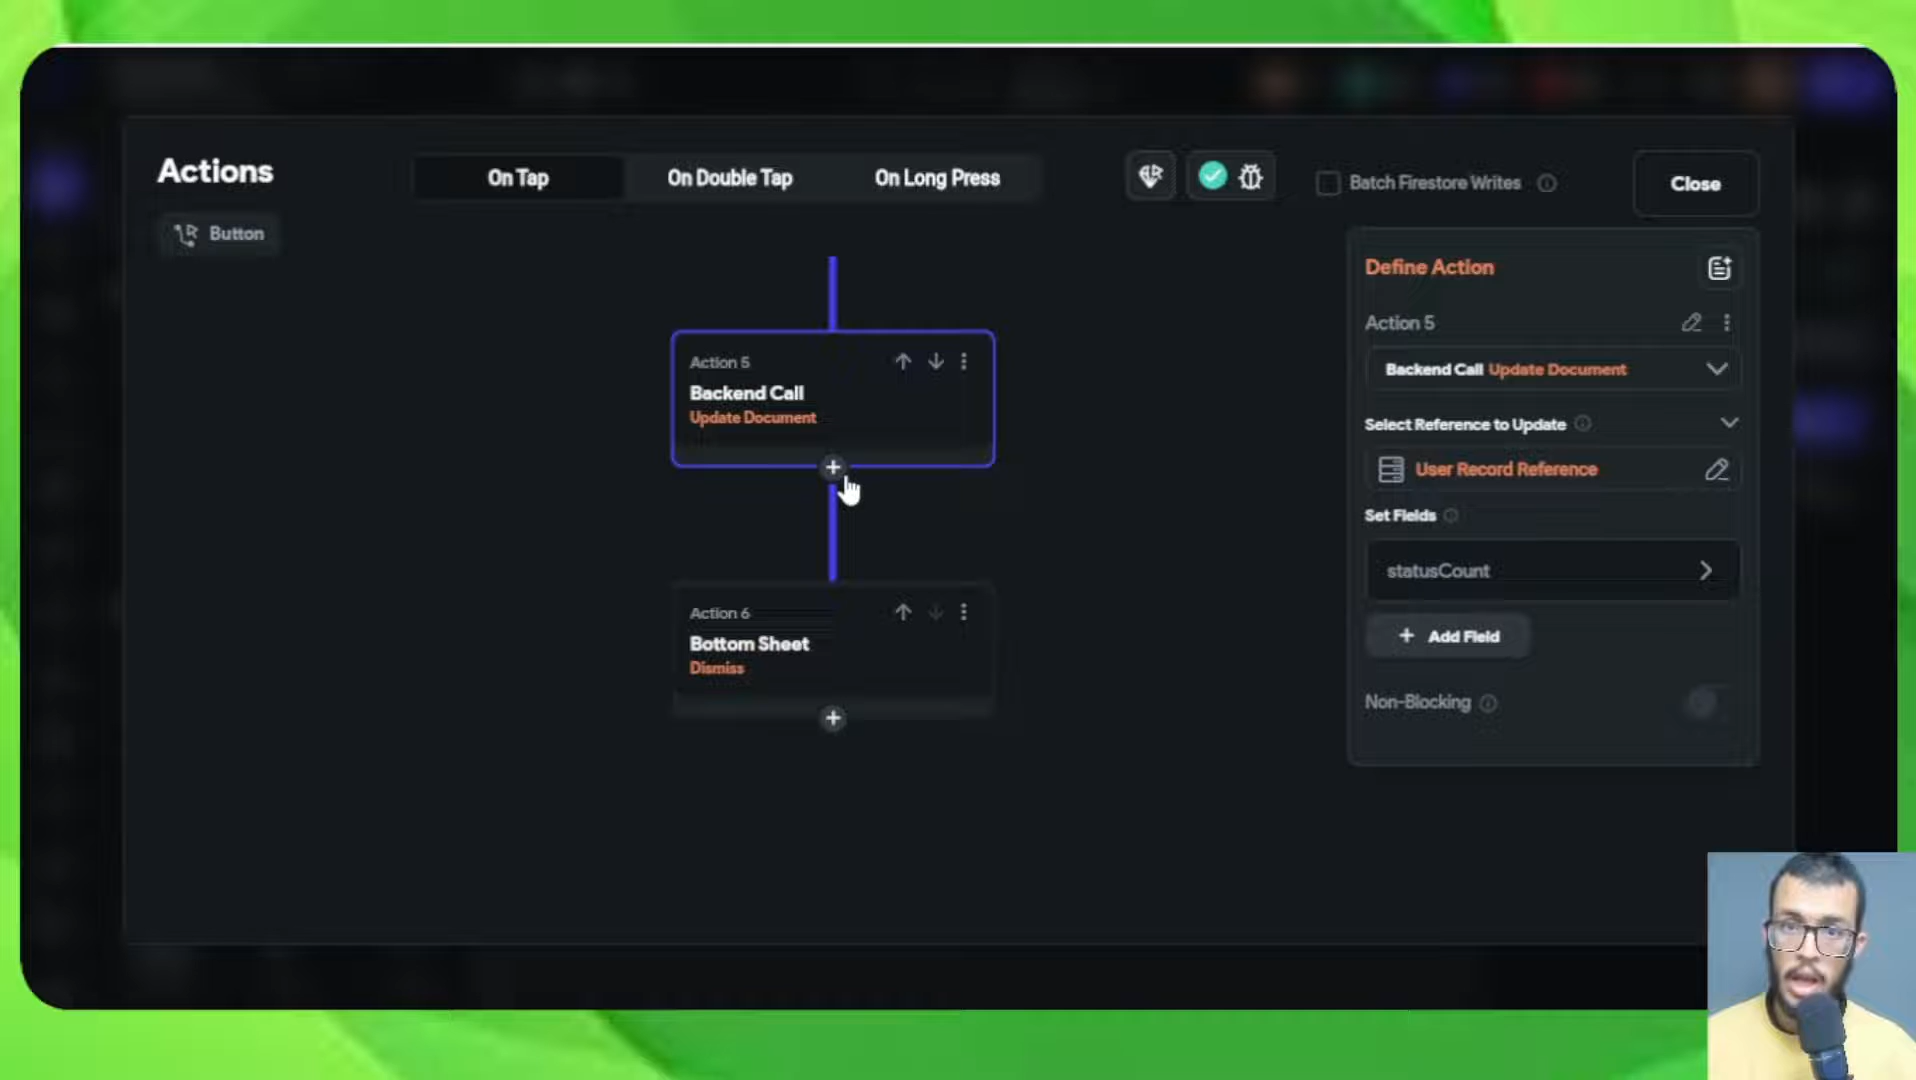 Actions
On Tap
On Double Tap
On Long Press
Batch Firestore Writes
Close
Button
Define Action
Action 5
Backend Call Update Document
Select Reference to Update
User Record Reference
Set Fields
statusCount
+ Add Field
Non-Blocking
Action 5
Backend Call
Update Document
Action 6
Bottom Sheet
Dismiss